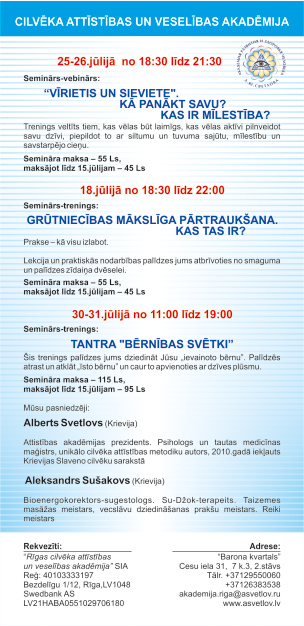 CILVĒKA ATTĪSTĪBAS UN VESELĪBAS AKADĒMIJA
25-26.jūlijā no 18:30 līdz 21:30
Seminārs-vebinārs:
“VĪRIETIS UN SIEVIETE".
KĀ PANĀKT SAVU?
KAS IR MĪLESTĪBA?
Trenings veltīts tiem, kas vēlas būt laimīgs, kas vēlas aktīvi pilnveidot
savu dzīvi, piepildot to ar siltumu un tuvuma sajūtu, mīlestību un
savstarpējo cieņu.
Semināra maksa – 55 Ls,
maksājot līdz 15.jūlijam – 45 Ls
18.jūlijā no 18:30 līdz 22:00
Seminārs-trenings:
GRŪTNIECĪBAS MĀKSLĪGA PĀRTRAUKŠANA.
KAS TAS IR?
Prakse – kā visu izlabot.
Lekcija un praktiskās nodarbības palīdzes jums atbrīvoties no smaguma
un palīdzes zīdaiņa dvēselei.
Semināra maksa – 55 Ls,
maksājot līdz 15.jūlijam – 45 Ls
30-31.jūlijā no 11:00 līdz 19:00
Seminārs-trenings:
TANTRA "BĒRNĪBAS SVĒTKI”
Šis trenings palīdzes jums dziedināt Jūsu „ievainoto bērnu”. Palīdzēs
atrast un atklāt „Isto bērnu” un caur to apvienoties ar dzīves plūsmu.
Semināra maksa – 115 Ls,
maksājot līdz 15.jūlijam – 95 Ls
Mūsu pasniedzēji:
Alberts Svetlovs (Krievija)
Attīstības akadēmijas prezidents. Psihologs un tautas medicīnas
maģistrs, unikālo cilvēka attīstības metodiku autors, 2010.gadā iekļauts
Krievijas Slaveno cilvēku sarakstā
Aleksandrs Sušakovs (Krievija)
Bioenergokorektors-sugestologs. Su-Džok-terapeits. Taizemes
masāžas meistars, vecslāvu dziedināšanas prakšu meistars. Reiki
meistars
Rekvezīti:
“Rīgas cilvēka attīstības
un veselības akadēmija” SIA
Reģ: 40103333197
Bezdelīgu 1/12, Rīga,LV1048
Swedbank AS
LV21HABA0551029706180
Adrese:
“Barona kvartals”
Cesu iela 31, 7 k.3, 2.stāvs
Tālr. +37129550060
+37126383538
akademija.riga@asvetlov.ru
www.asvetlov.lv